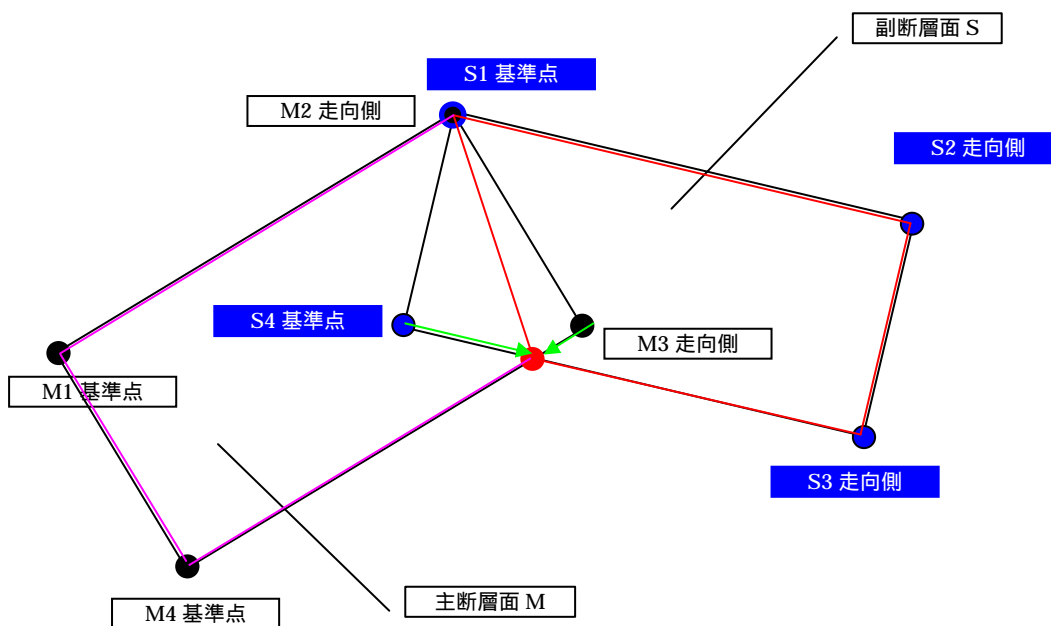 副断層面 S
S1 基準点
M2 走向側
S2 走向側
S4 基準点
M3 走向側
M1 基準点
S3 走向側
主断層面 M
M4 基準点